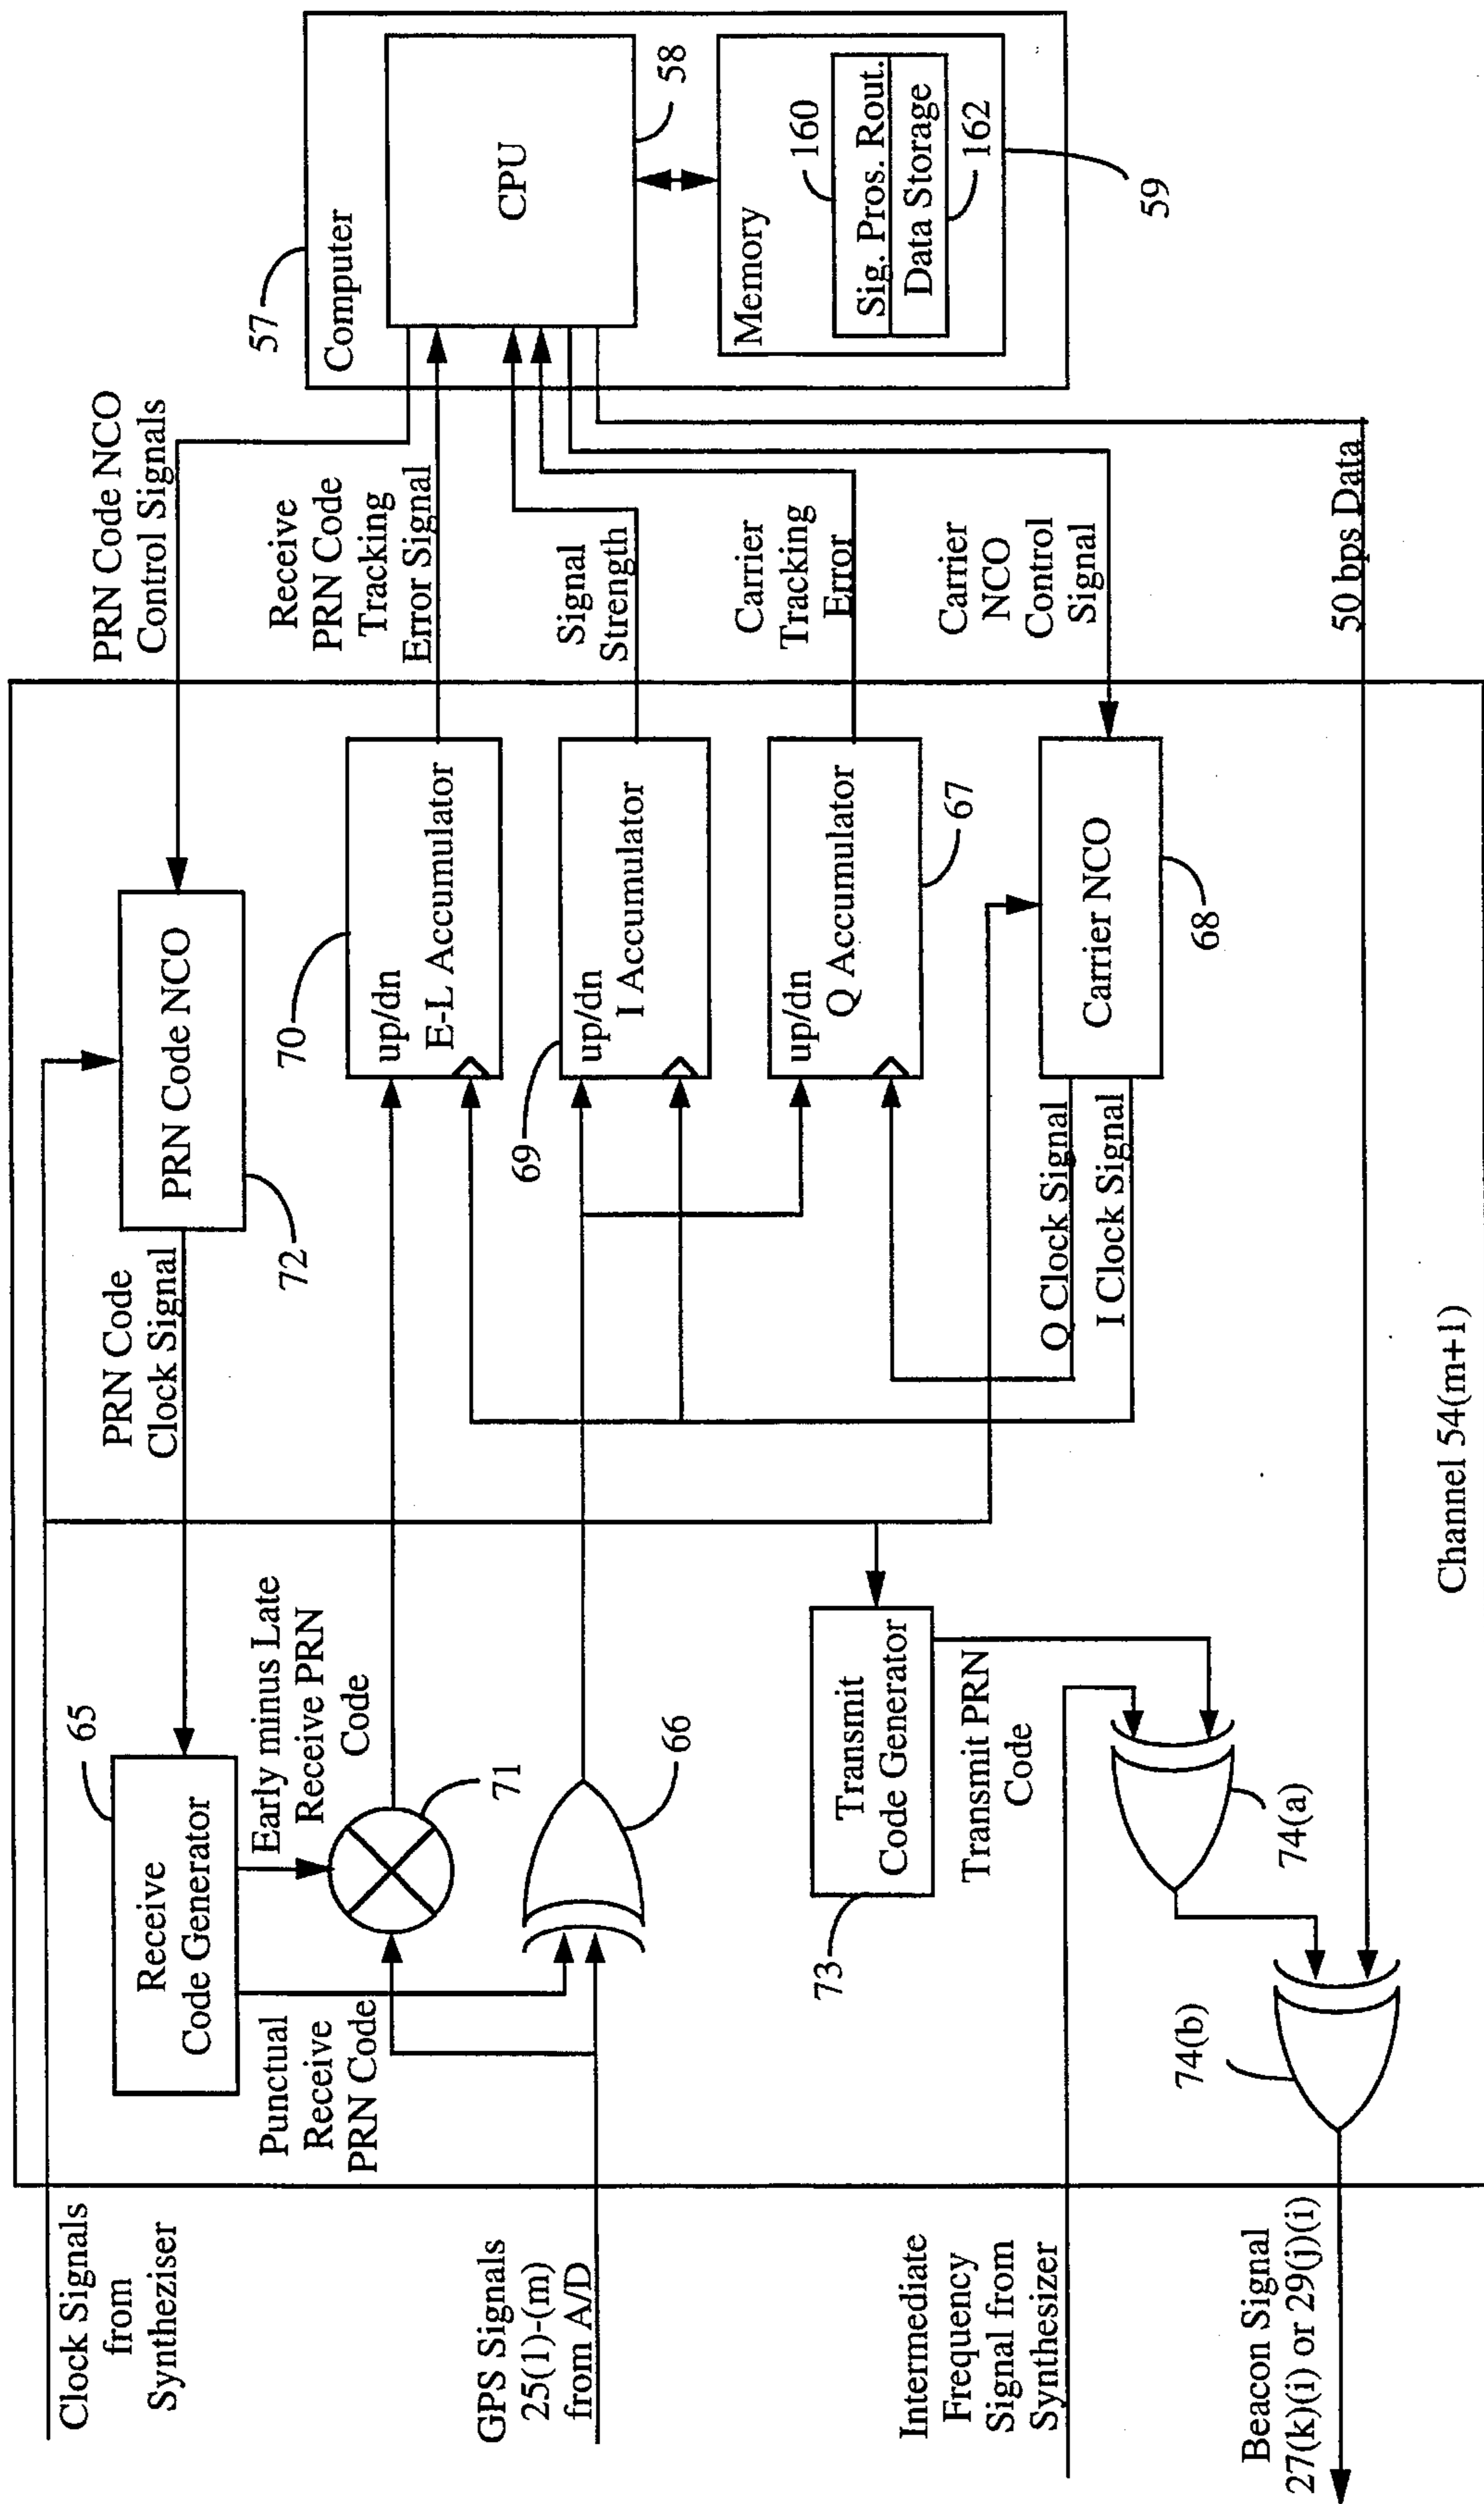 Clock Signals
from
Syntheziser
GPS Signals
25(1)-(m)
from A/D
Intermediate
Frequency
Signal from
Synthesizer
Beacon Signal
27(k)(i) or 29(j)(i)
65
Receive
Code Generator
Punctual
Receive
PRN Code
Early minus Late
Receive PRN
Code
71
66
73
Transmit
Code Generator
Transmit PRN
Code
74(a)
74(b)
PRN Code
Clock Signal
72
PRN Code NCO
70
up/dn
E-L Accumulator
69
up/dn
I Accumulator
up/dn
Q Accumulator
67
Q Clock Signal
I Clock Signal
Carrier NCO
68
Channel 54(m+1)
PRN Code NCO
Control Signals
Receive
PRN Code
Tracking
Error Signal
Signal
Strength
Carrier
Tracking
Error
Carrier
NCO
Control
Signal
50 bps Data
57
Computer
CPU
58
Memory
160
Sig. Pros. Rout.
Data Storage
162
59